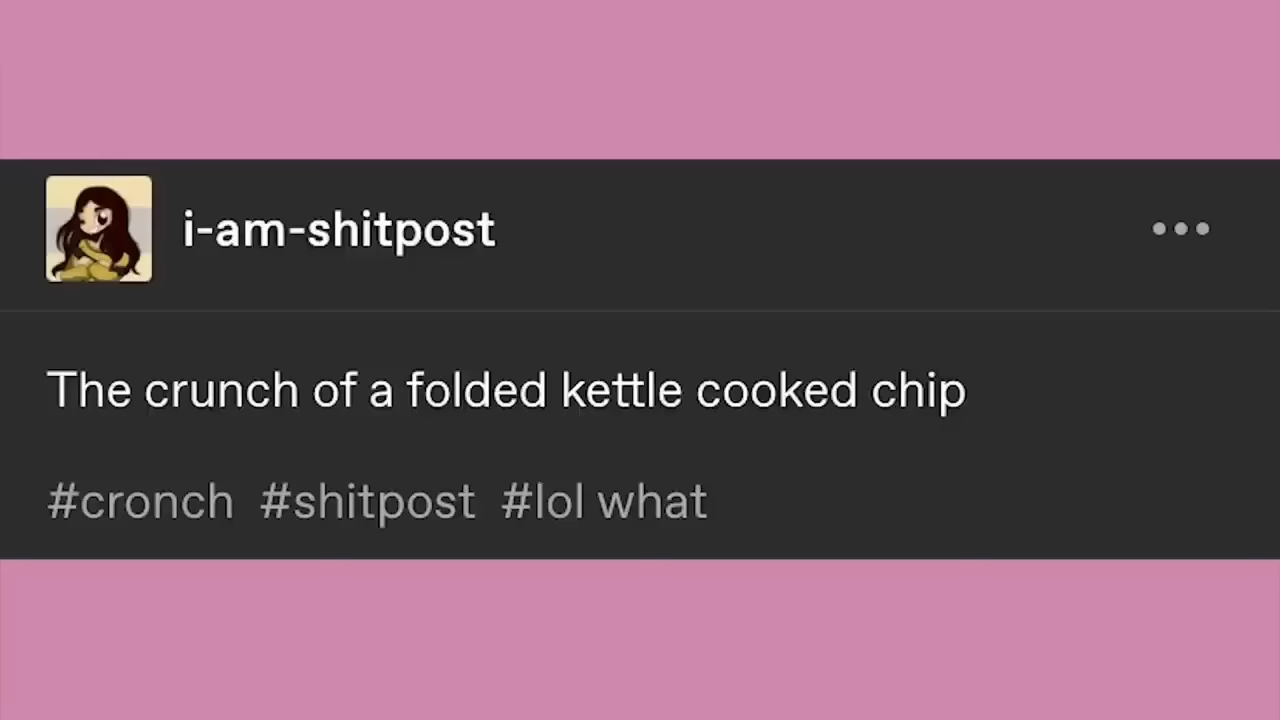 i-am-shitpost
The crunch of a folded kettle cooked chip
#cronch #shitpost #lol what